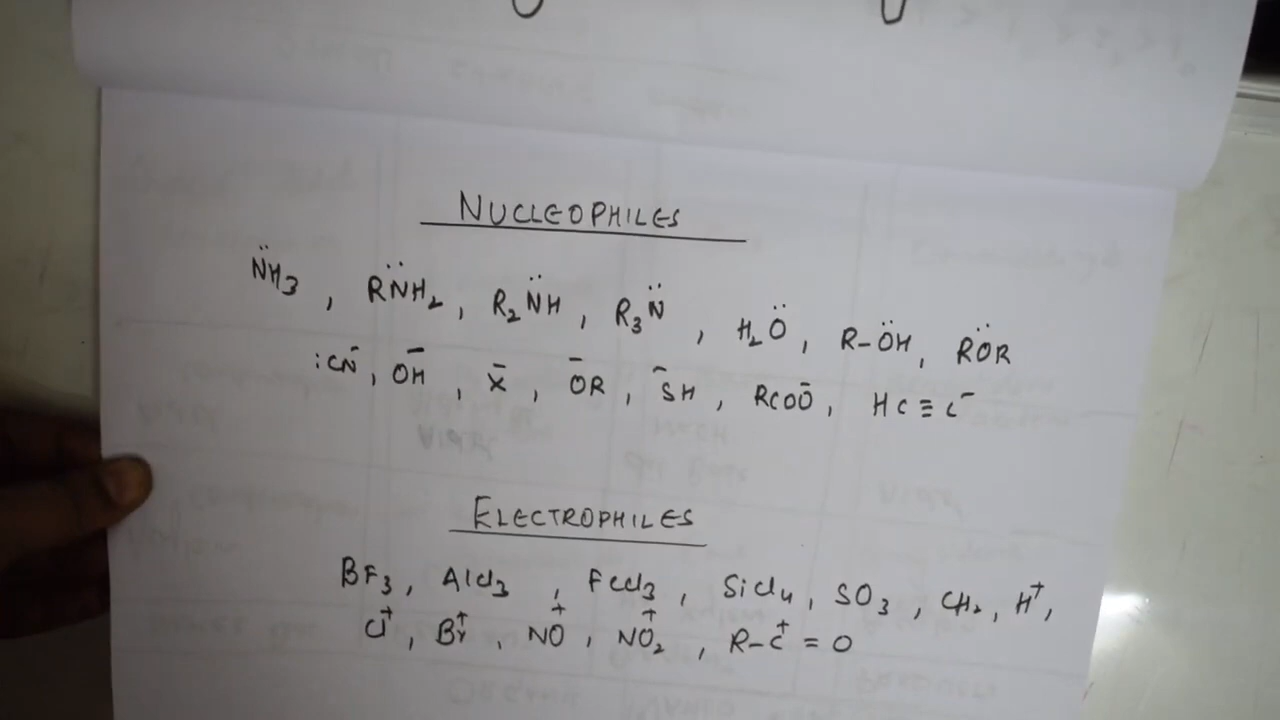 NUCLEOPHILES
N̈H3, RN̈H2, R2N̈H, R3N̈, H2Ö, R-ÖH, RÖR
:CN̄, OH̄, X̄, ŌR, S̄H, RCOŌ, HC≡C⁻
ELECTROPHILES
BF3, AlCl3, FeCl3, SiCl4, SO3, CH2, H⁺,
Cl⁺, Br⁺, NO⁺, NO2⁺, R-C⁺=O